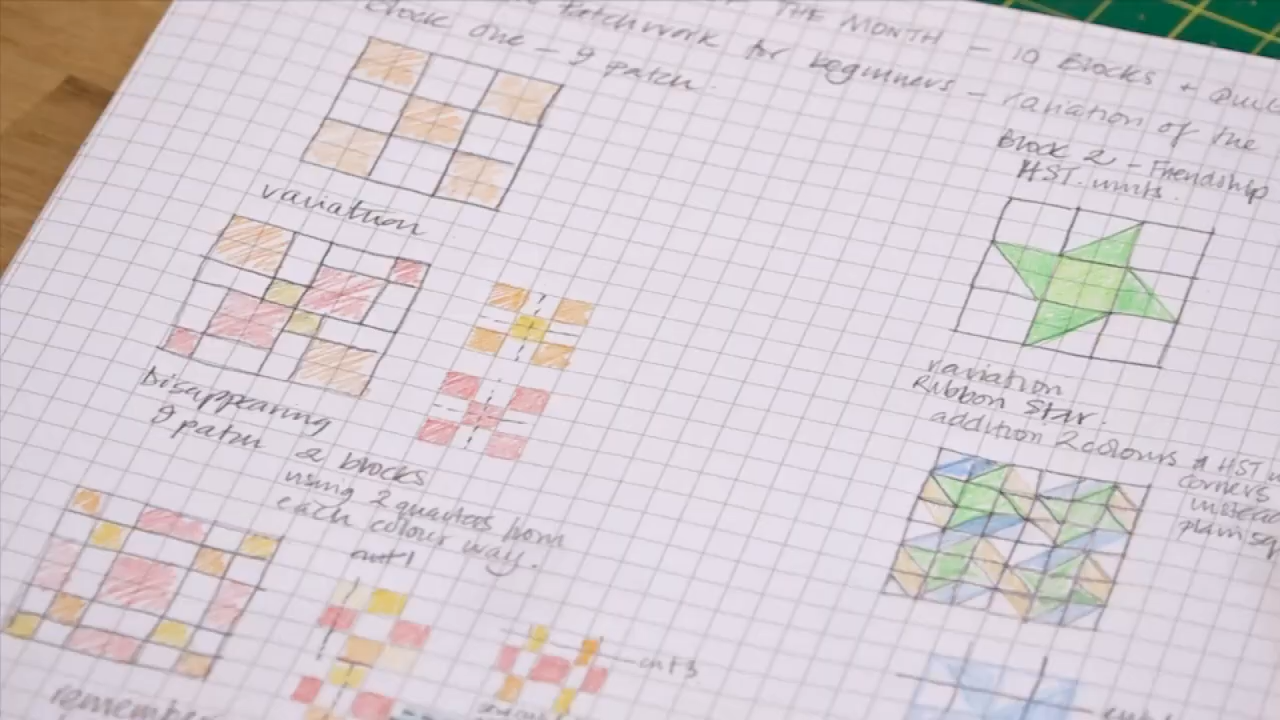 THE MONTH - 10 BLOCKS + QUIL
Patchwork for beginners - variation of the
Block one - 9 patch.
variation
Disappearing
9 patch
2 blocks
using 2 quarters from
each colour way.
cut 1
cut 3
remember
Block 2 - Friendship
HST. units.
variation
Ribbon Star.
addition 2 colours & HST
corners
instead
plain sq